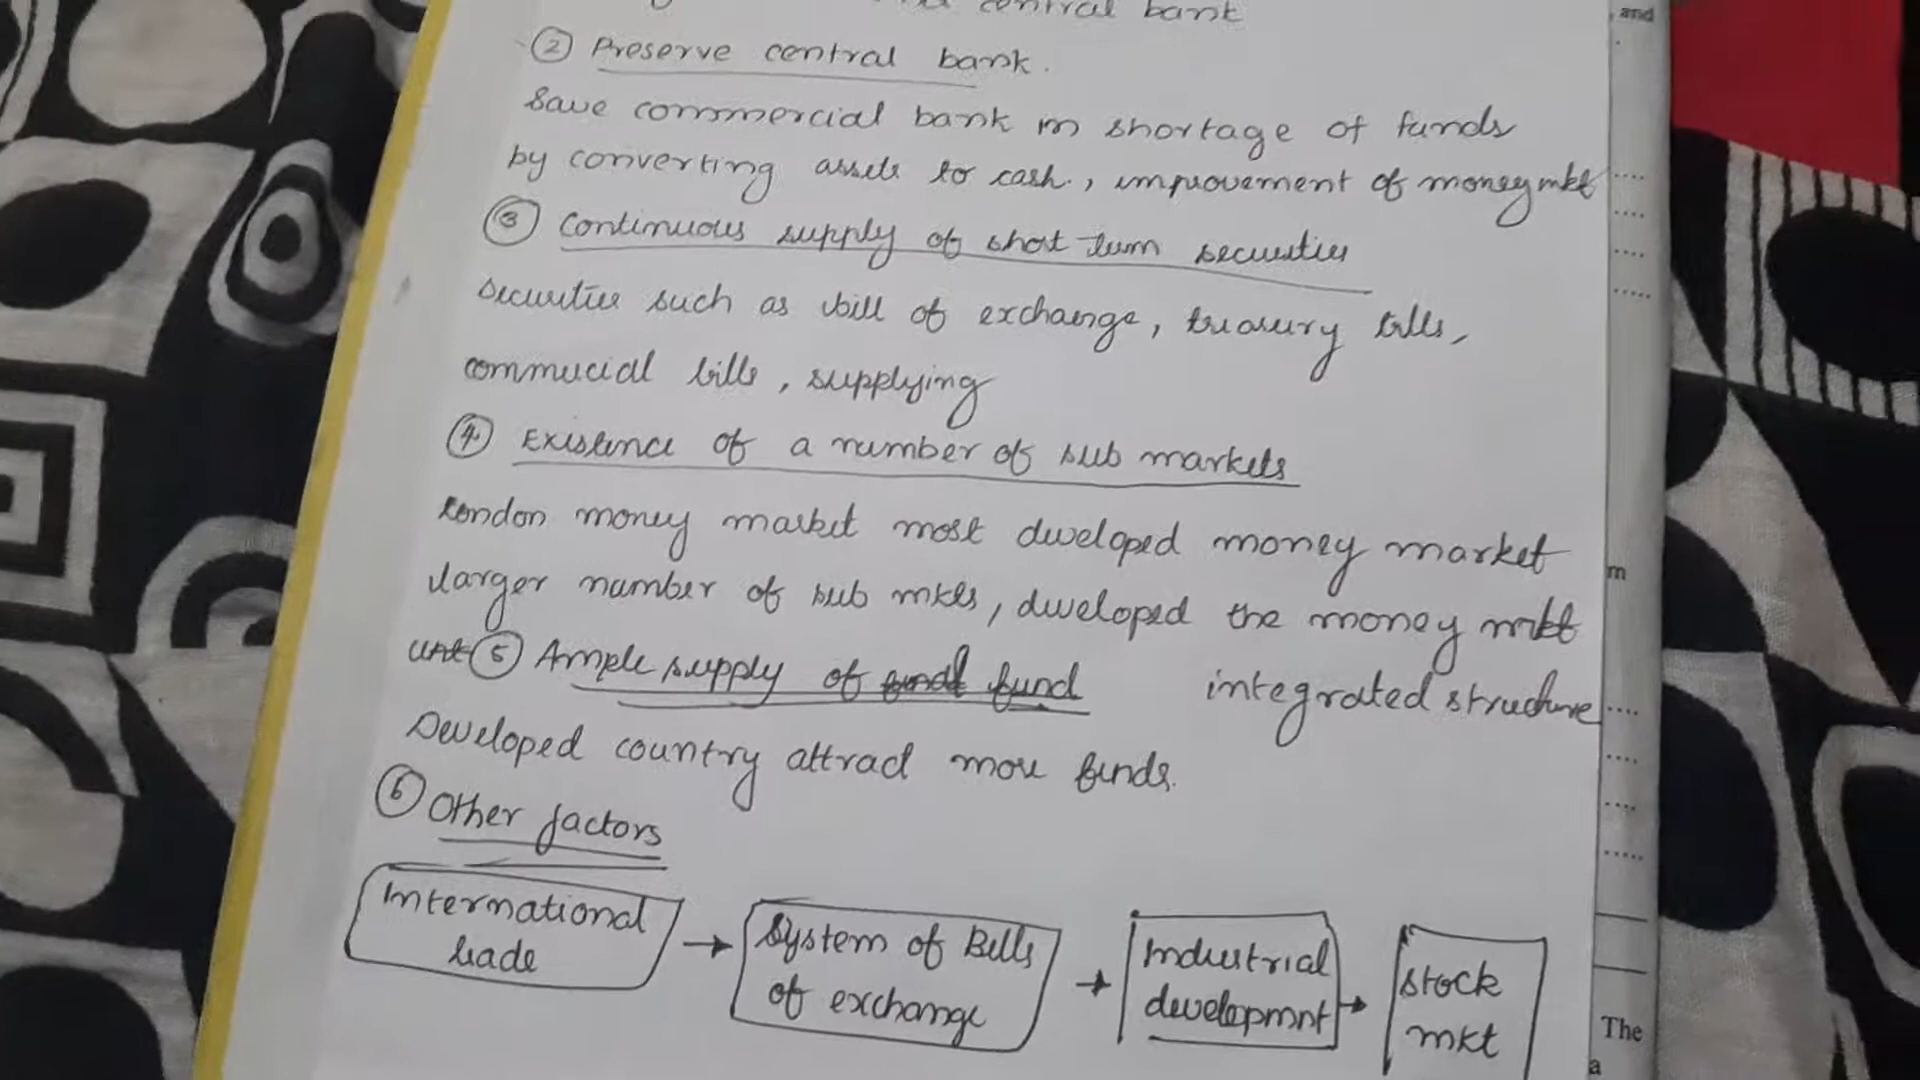 central bank
② Preserve central bank.
Save commercial bank in shortage of funds
by converting assets to cash., improvement of money mkt
③ Continuous supply of short term securities
Securities such as bill of exchange, treasury bills,
commercial bills, supplying
④ Existence of a number of sub markets
London money market most developed money market
larger number of sub mkts, developed the money mkt
integrated structure
⑤ Ample supply of fund
Developed country attract more funds.
⑥ Other factors
International trade → System of Bills of exchange → Industrial developmnt → stock mkt
, and
m
The
a